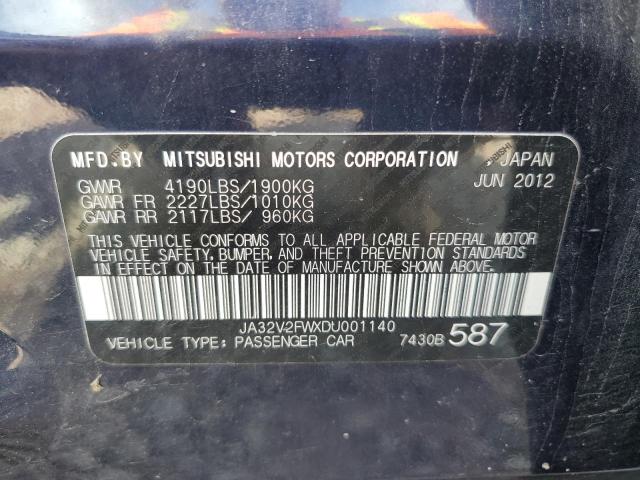 MFD.BY MITSUBISHI MOTORS CORPORATION JAPAN
JUN 2012
GVWR 4190LBS/1900KG
GAWR FR 2227LBS/1010KG
GAWR RR 2117LBS/ 960KG
THIS VEHICLE CONFORMS TO ALL APPLICABLE FEDERAL MOTOR
VEHICLE SAFETY, BUMPER, AND THEFT PREVENTION STANDARDS
IN EFFECT ON THE DATE OF MANUFACTURE SHOWN ABOVE.
JA32V2FWXDU001140
VEHICLE TYPE: PASSENGER CAR 7430B 587